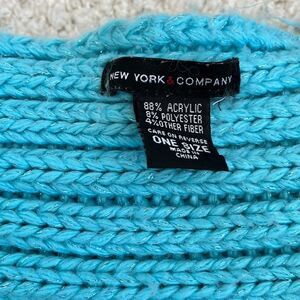 NEW YORK & COMPANY
88% ACRYLIC
8% POLYESTER
4% OTHER FIBER
CARE ON REVERSE
ONE SIZE
MADE IN
CHINA